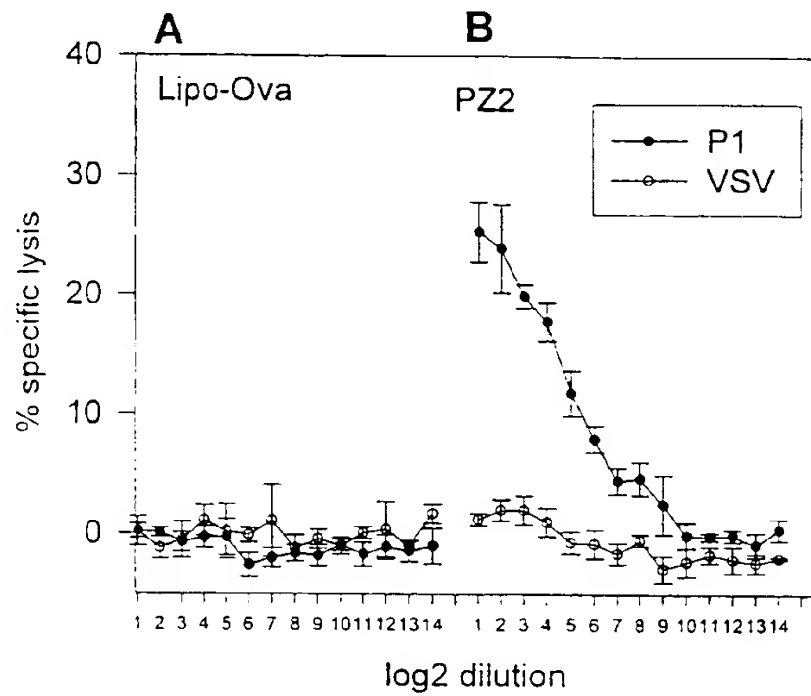 A B
40
Lipo-Ova
PZ2
P1
VSV
30
20
10
0
% specific lysis
1 2 3 4 5 6 7 8 9 10 11 12 13 14 1 2 3 4 5 6 7 8 9 10 11 12 13 14
log2 dilution